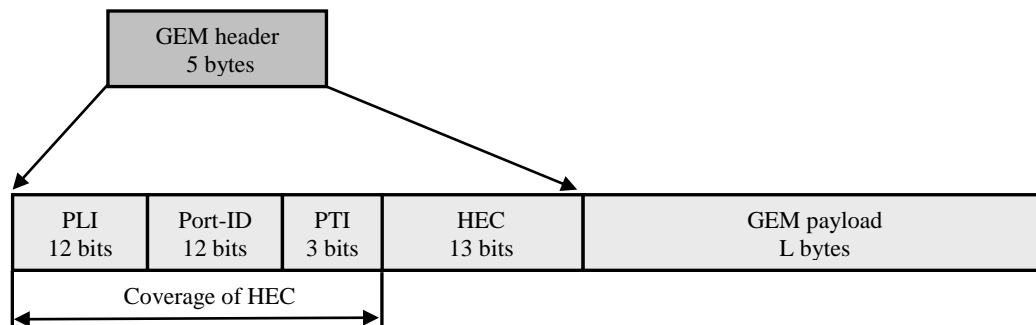 GEM header
5 bytes
PLI
12 bits
Port-ID
12 bits
PTI
3 bits
HEC
13 bits
GEM payload
L bytes
Coverage of HEC